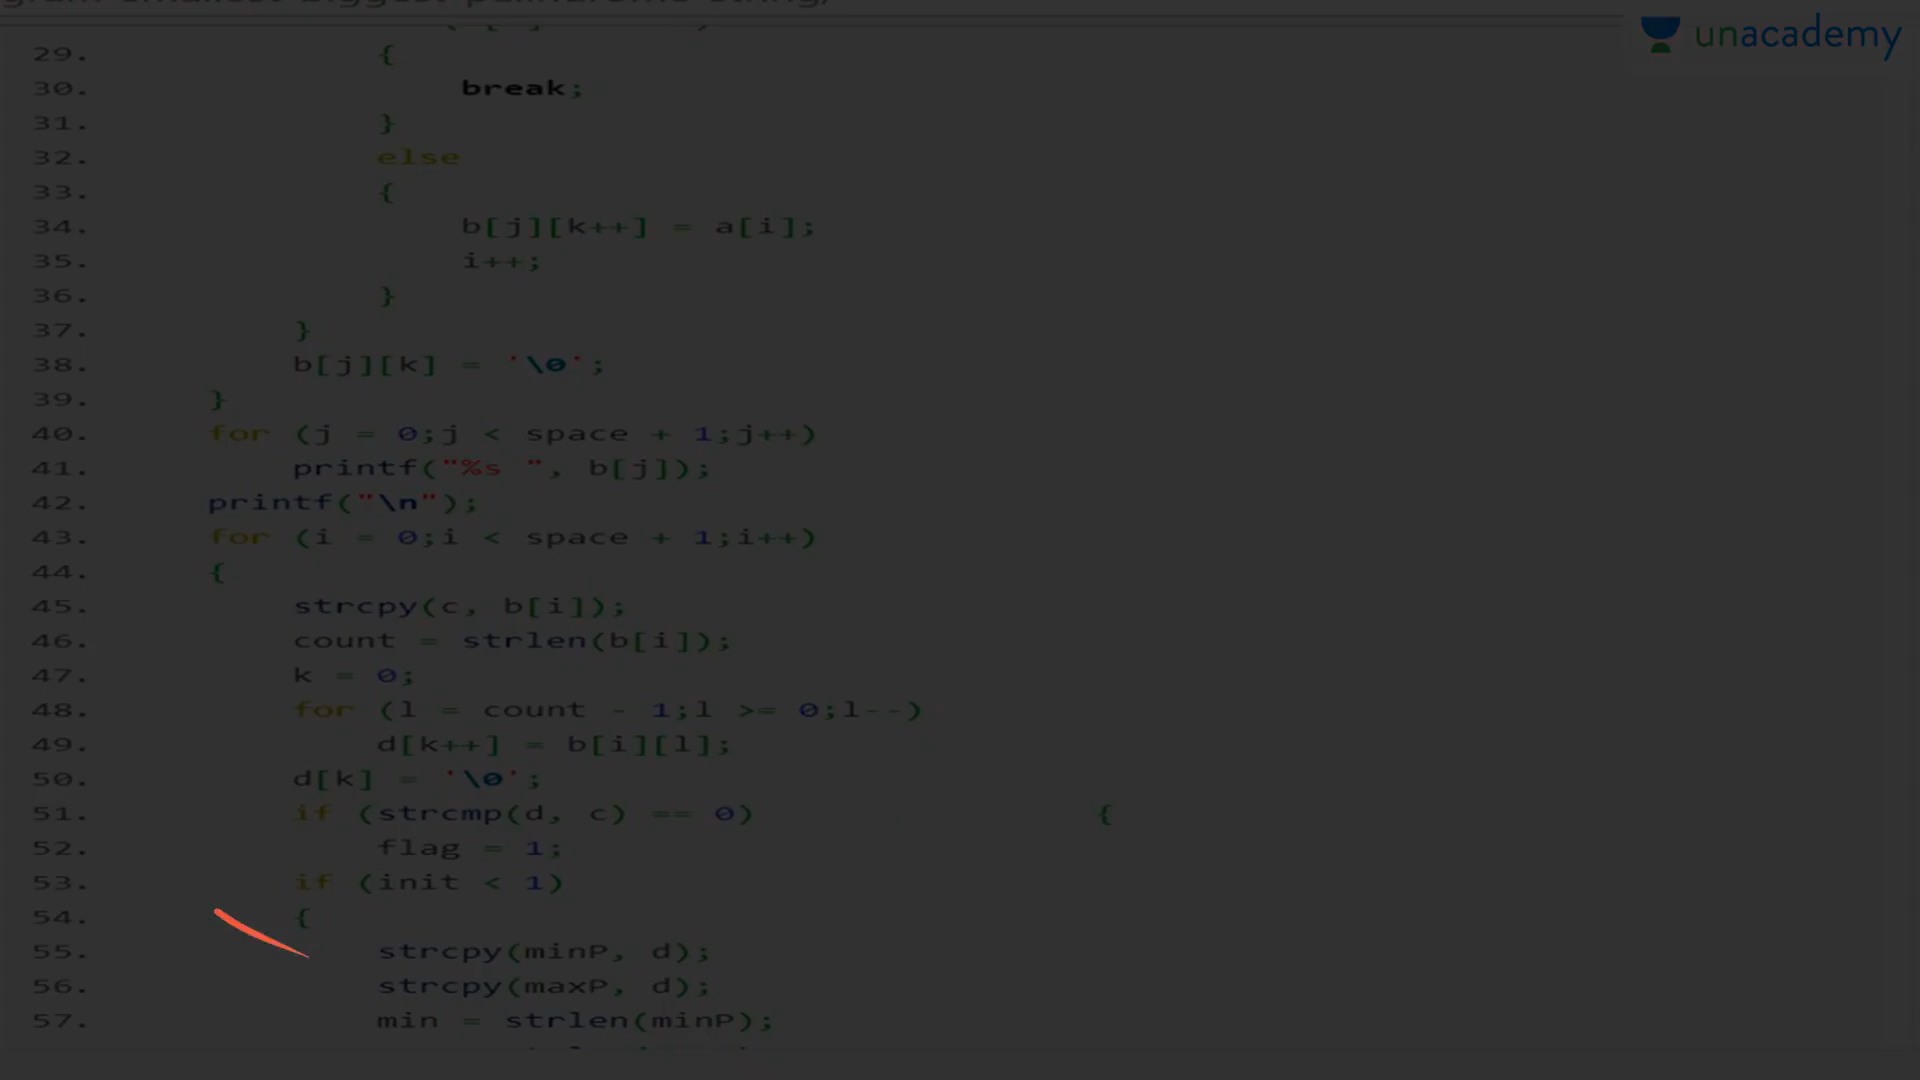 unacademy
29. {
30. break;
31. }
32. else
33. {
34. b[j][k++] = a[i];
35. i++;
36. }
37. }
38. b[j][k] = '\0';
39. }
40. for (j = 0;j < space + 1;j++)
41. printf("%s ", b[j]);
42. printf("\n");
43. for (i = 0;i < space + 1;i++)
44. {
45. strcpy(c, b[i]);
46. count = strlen(b[i]);
47. k = 0;
48. for (l = count - 1;l >= 0;l--)
49. d[k++] = b[i][l];
50. d[k] = '\0';
51. if (strcmp(d, c) == 0) {
52. flag = 1;
53. if (init < 1)
54. {
55. strcpy(minP, d);
56. strcpy(maxP, d);
57. min = strlen(minP);